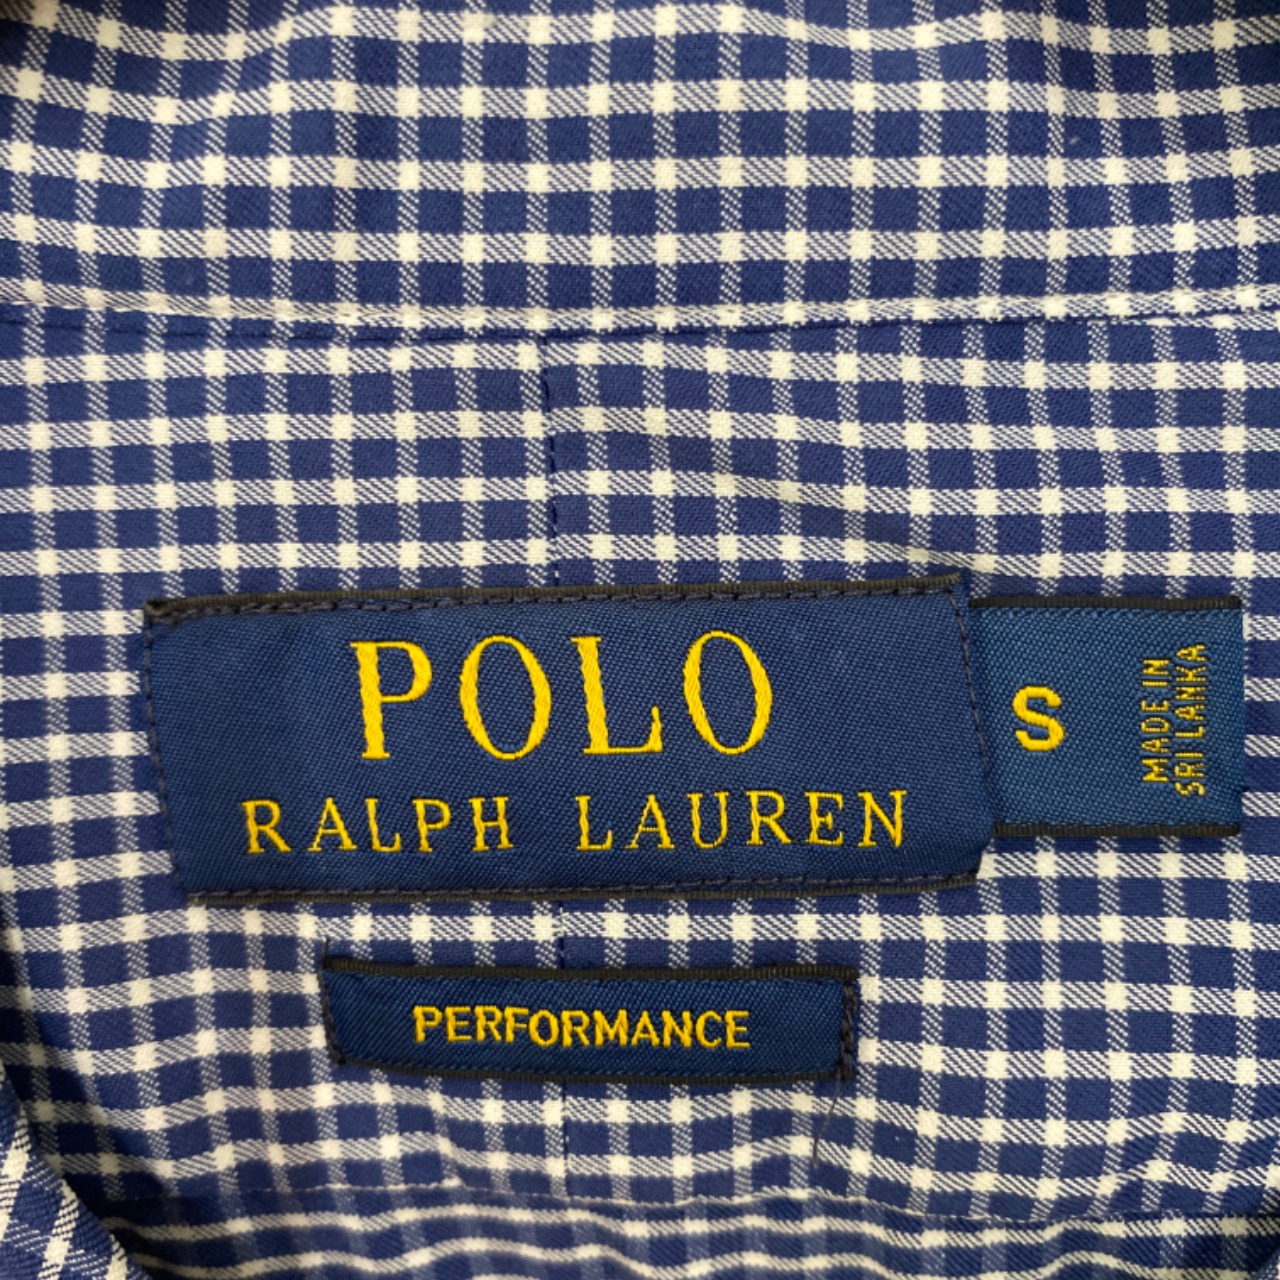 POLO
RALPH LAUREN
S
MADE IN
SRI LANKA
PERFORMANCE